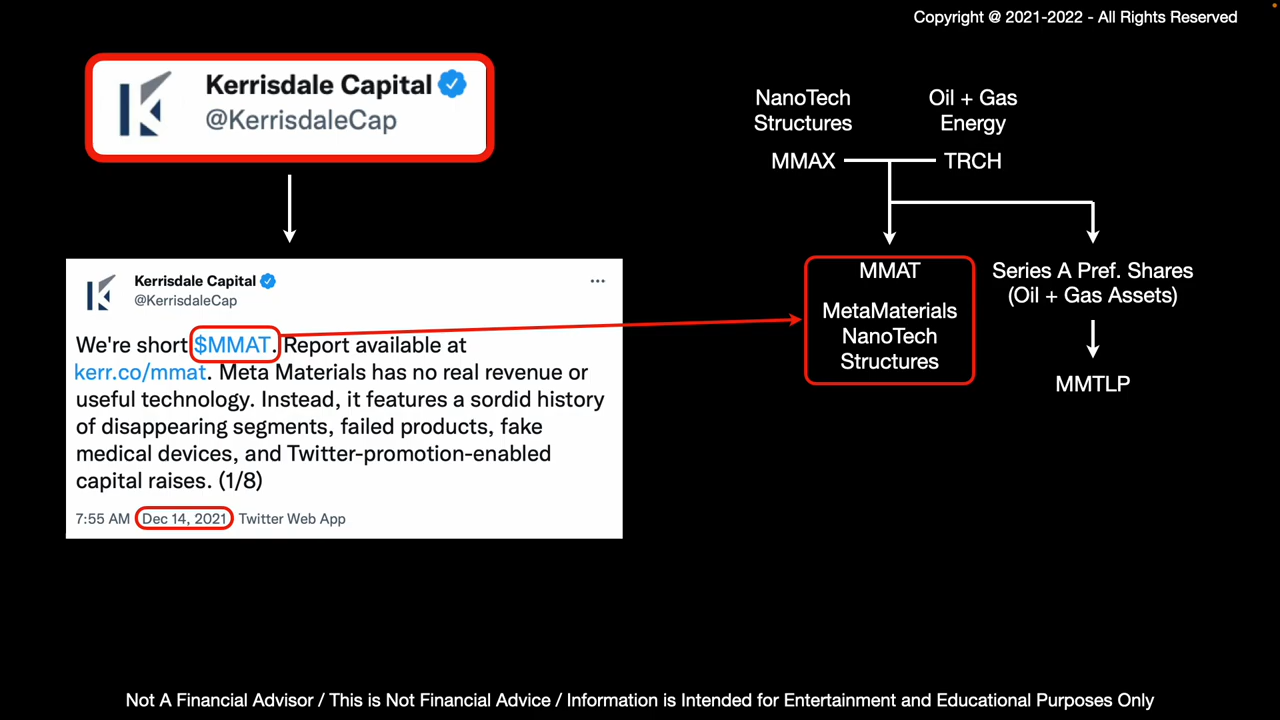 Copyright @ 2021-2022 - All Rights Reserved
Kerrisdale Capital
@KerrisdaleCap
Kerrisdale Capital
@KerrisdaleCap
We're short $MMAT. Report available at
kerr.co/mmat. Meta Materials has no real revenue or
useful technology. Instead, it features a sordid history
of disappearing segments, failed products, fake
medical devices, and Twitter-promotion-enabled
capital raises. (1/8)
7:55 AM Dec 14, 2021 Twitter Web App
NanoTech
Structures
MMAX
Oil + Gas
Energy
TRCH
MMAT
MetaMaterials
NanoTech
Structures
Series A Pref. Shares
(Oil + Gas Assets)
MMTLP
Not A Financial Advisor / This is Not Financial Advice / Information is Intended for Entertainment and Educational Purposes Only